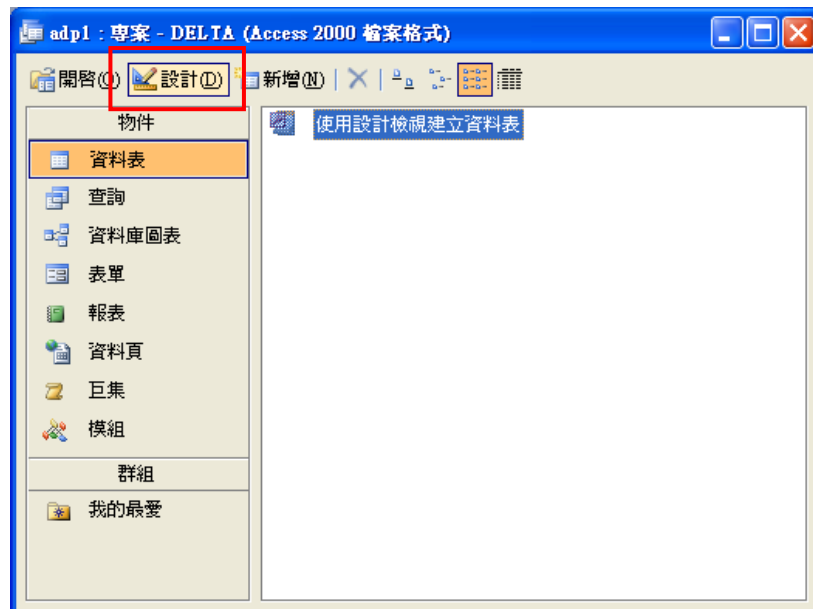 adp1 : 專案 - DELTA (Access 2000 檔案格式)
開啟(O) 設計(D) 新增(N)
物件
資料表
查詢
資料庫圖表
表單
報表
資料頁
巨集
模組
群組
我的最愛
使用設計檢視建立資料表